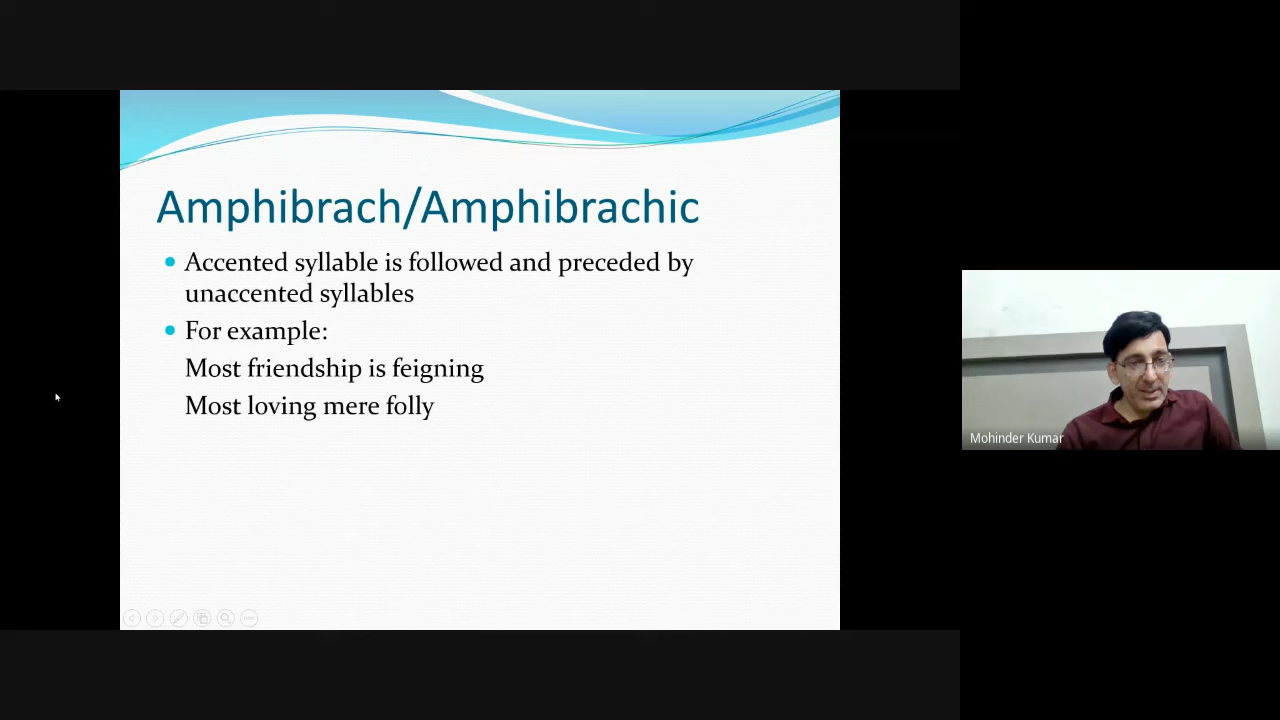 Amphibrach/Amphibrachic
Accented syllable is followed and preceded by
unaccented syllables
For example:
Most friendship is feigning
Most loving mere folly
Mohinder Kumar